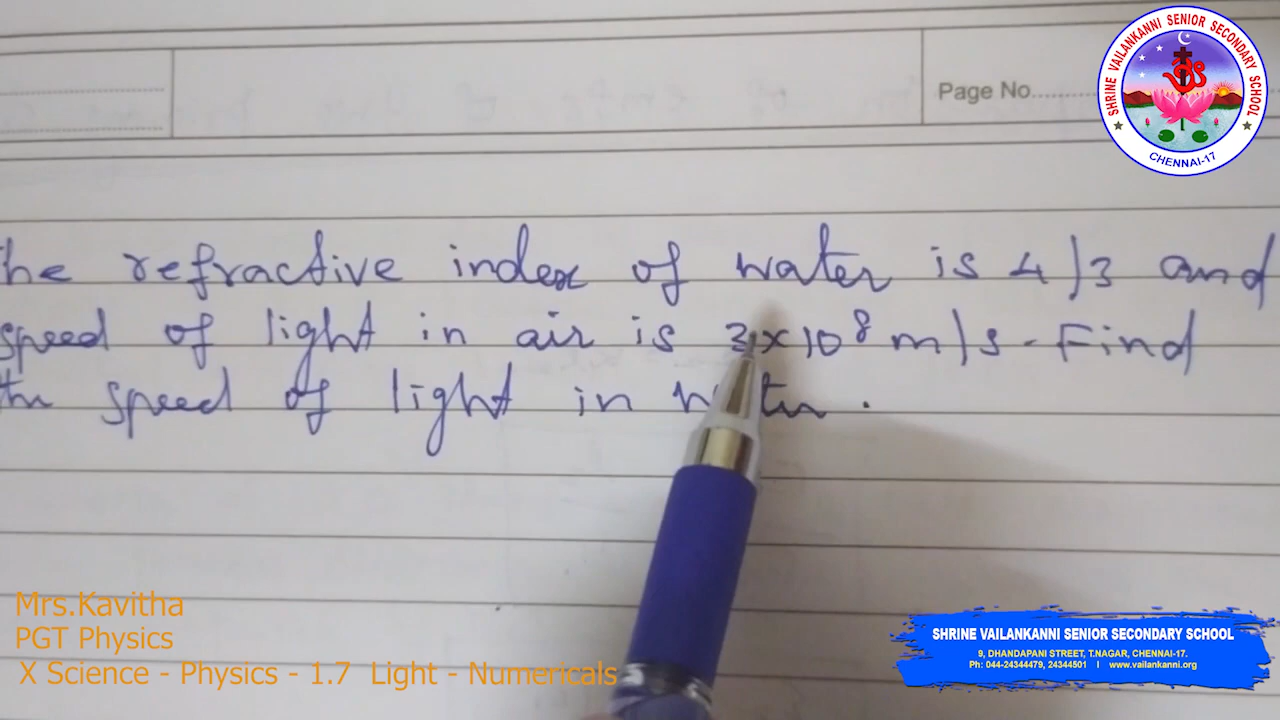 Page No.
SHRINE VAILANKANNI SENIOR SECONDARY SCHOOL
CHENNAI-17
he refractive index of water is 4/3 and
speed of light in air is 3×10⁸ m/s. Find
the speed of light in water.
Mrs.Kavitha
PGT Physics
X Science - Physics - 1.7 Light - Numericals
SHRINE VAILANKANNI SENIOR SECONDARY SCHOOL
9, DHANDAPANI STREET, T.NAGAR, CHENNAI-17.
Ph: 044-24344479, 24344501 I www.vailankanni.org